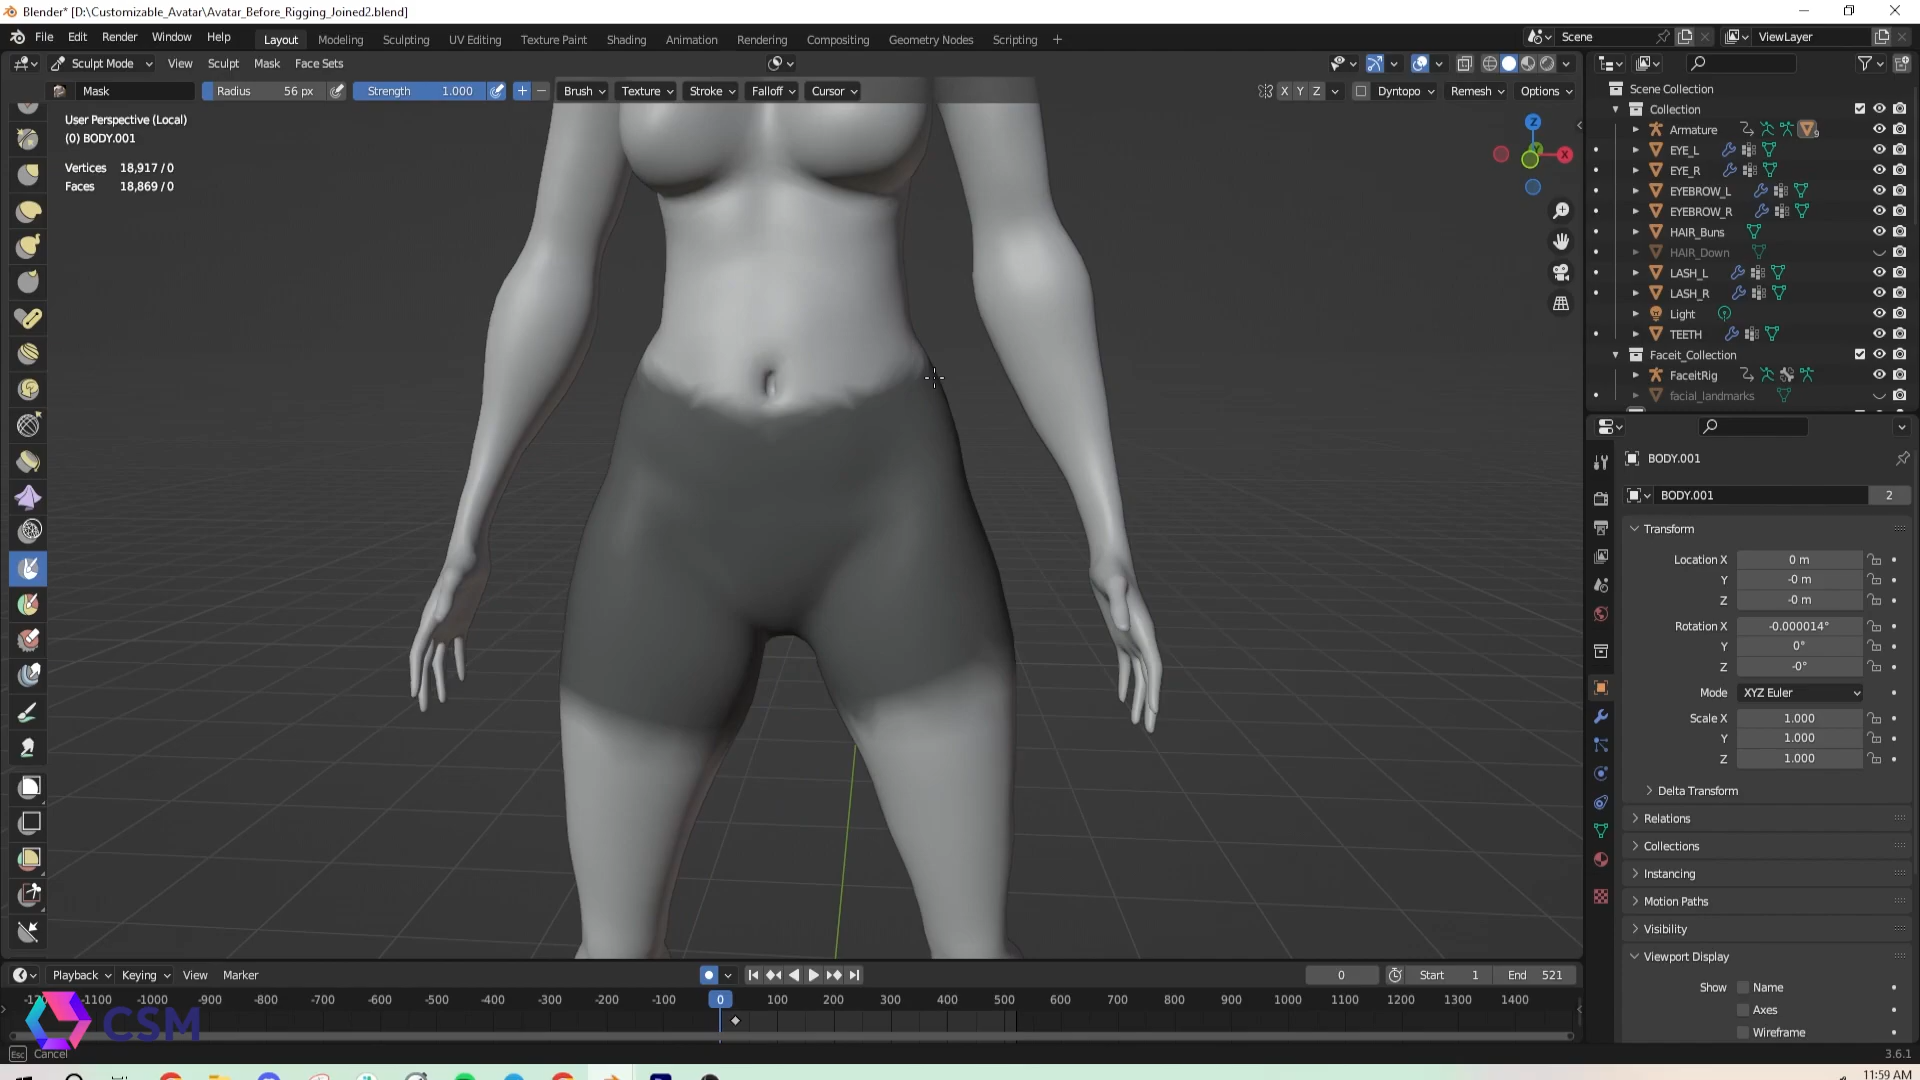 Blender* [D:\Customizable_Avatar\Avatar_Before_Rigging_Joined2.blend]
File Edit Render Window Help Layout Modeling Sculpting UV Editing Texture Paint Shading Animation Rendering Compositing Geometry Nodes Scripting + Scene ViewLayer
Sculpt Mode View Sculpt Mask Face Sets
Mask Radius 56 px Strength 1.000 + − Brush Texture Stroke Falloff Cursor X Y Z Dyntopo Remesh Options
User Perspective (Local)
(0) BODY.001
Vertices 18,917 / 0
Faces 18,869 / 0
Z
X
Scene Collection
Collection
Armature 9
EYE_L
EYE_R
EYEBROW_L
EYEBROW_R
HAIR_Buns
HAIR_Down
LASH_L
LASH_R
Light
TEETH
Faceit_Collection
FaceitRig
facial_landmarks
BODY.001
BODY.001 2
Transform
Location X 0 m
Y -0 m
Z -0 m
Rotation X -0.000014°
Y 0°
Z -0°
Mode XYZ Euler
Scale X 1.000
Y 1.000
Z 1.000
Delta Transform
Relations
Collections
Instancing
Motion Paths
Visibility
Viewport Display
Show Name
Axes
Wireframe
Playback Keying View Marker 0 Start 1 End 521
-1100 -1000 -900 -800 -700 -600 -500 -400 -300 -200 -100 0 100 200 300 400 500 600 700 800 900 1000 1100 1200 1300 1400
CSM
Esc Cancel 3.6.1
11:59 AM